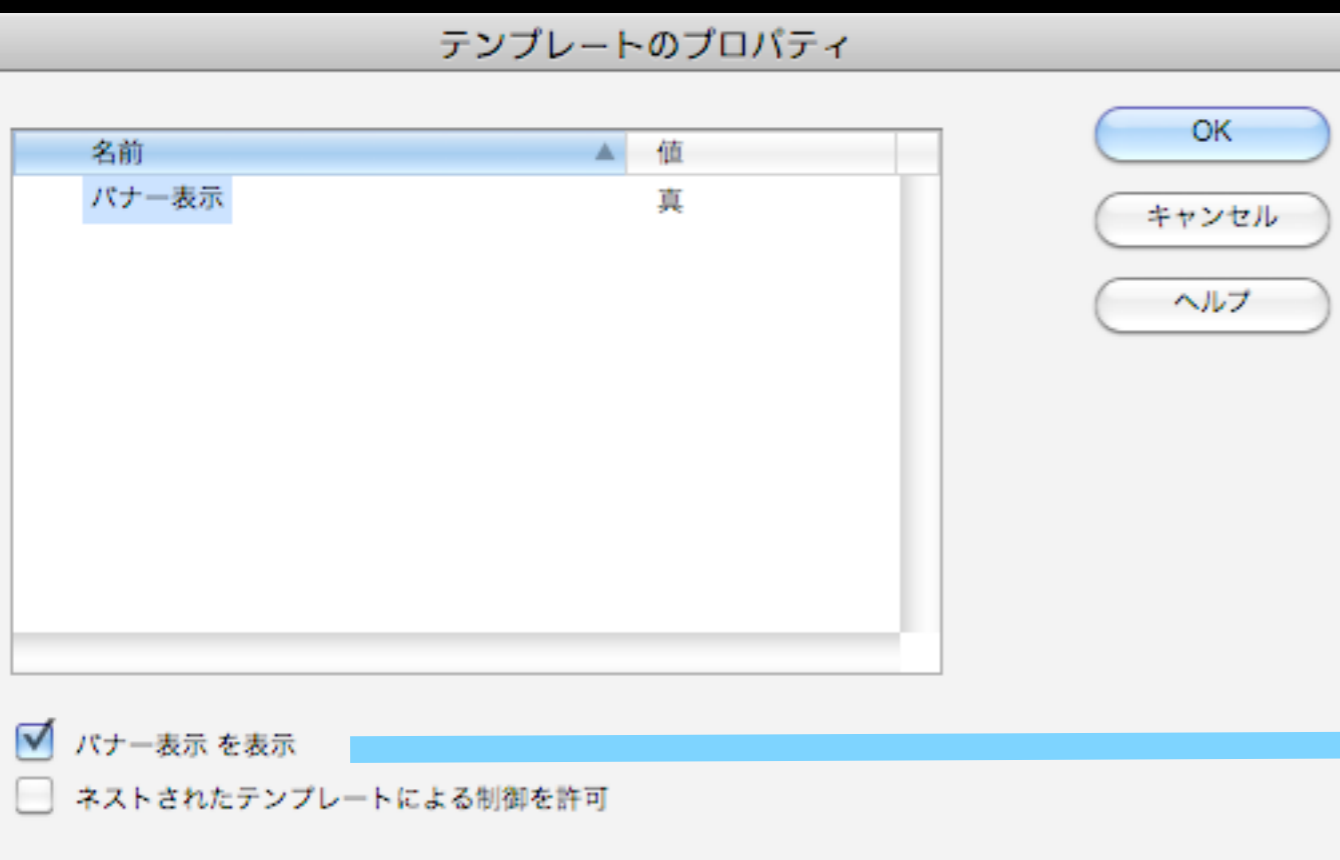 テンプレートのプロパティ
名前 値
バナー表示 真
OK
キャンセル
ヘルプ
バナー表示 を表示
ネストされたテンプレートによる制御を許可